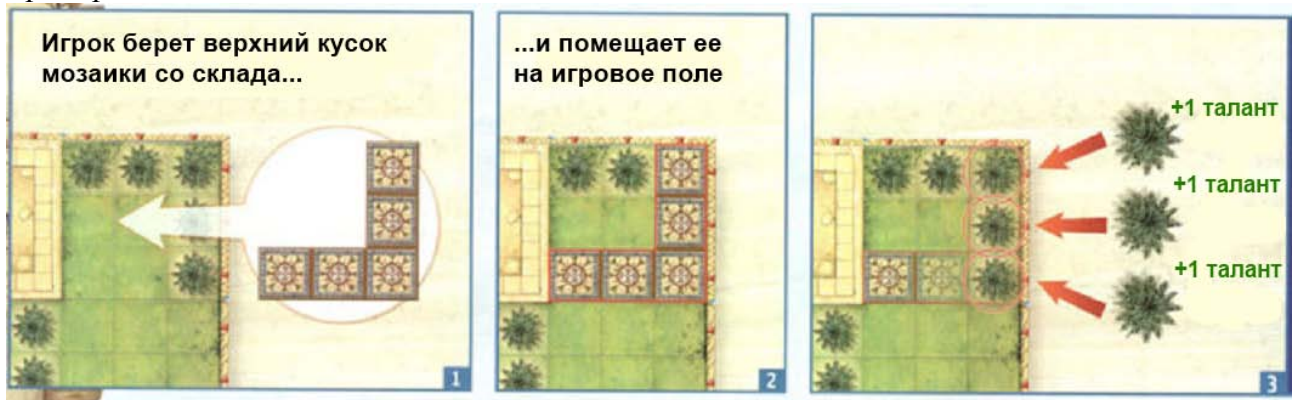 Игрок берет верхний кусок
мозаики со склада...
1
...и помещает ее
на игровое поле
2
+1 талант
+1 талант
+1 талант
3